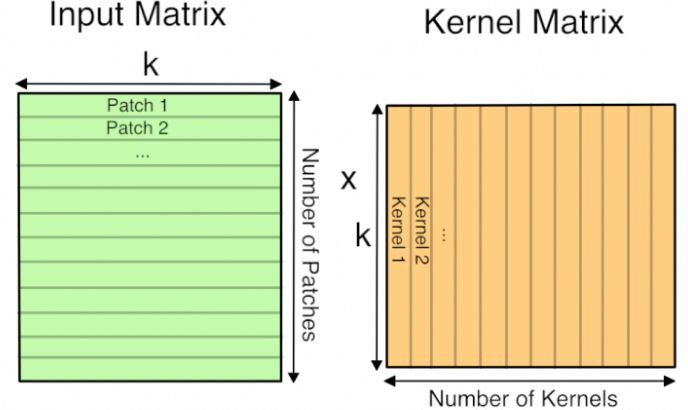 Input Matrix
k
Patch 1
Patch 2
...
Number of Patches
x
Kernel Matrix
k
Kernel 1
Kernel 2
...
Number of Kernels